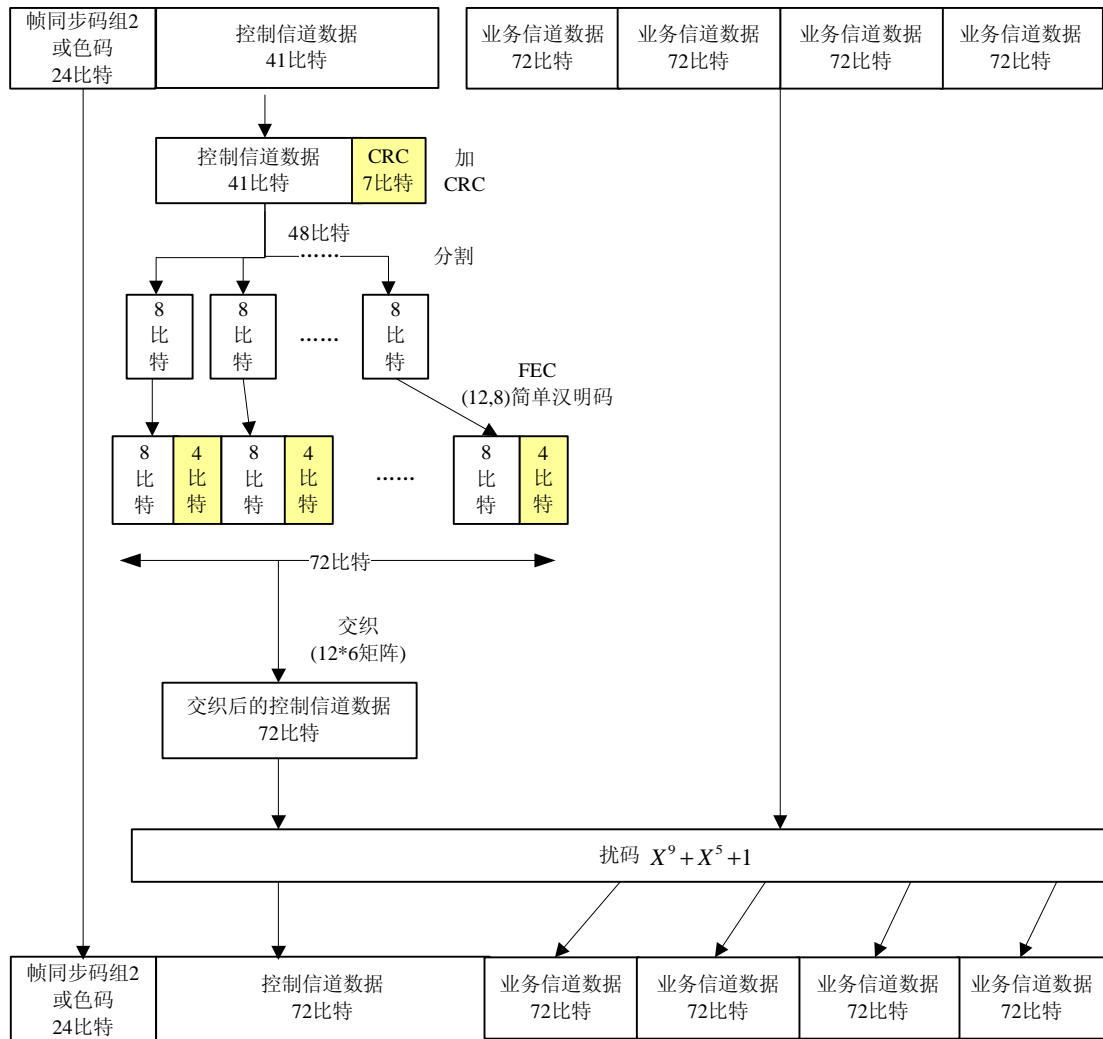 帧同步码组2
或色码
24比特
控制信道数据
41比特
业务信道数据
72比特
业务信道数据
72比特
业务信道数据
72比特
业务信道数据
72比特
控制信道数据
41比特
CRC
7比特
加
CRC
48比特
……
分割
8
比
特
8
比
特
……
8
比
特
FEC
(12,8)简单汉明码
8
比
特
4
比
特
8
比
特
4
比
特
……
8
比
特
4
比
特
72比特
交织
(12*6矩阵)
交织后的控制信道数据
72比特
扰码 X⁹+X⁵+1
帧同步码组2
或色码
24比特
控制信道数据
72比特
业务信道数据
72比特
业务信道数据
72比特
业务信道数据
72比特
业务信道数据
72比特